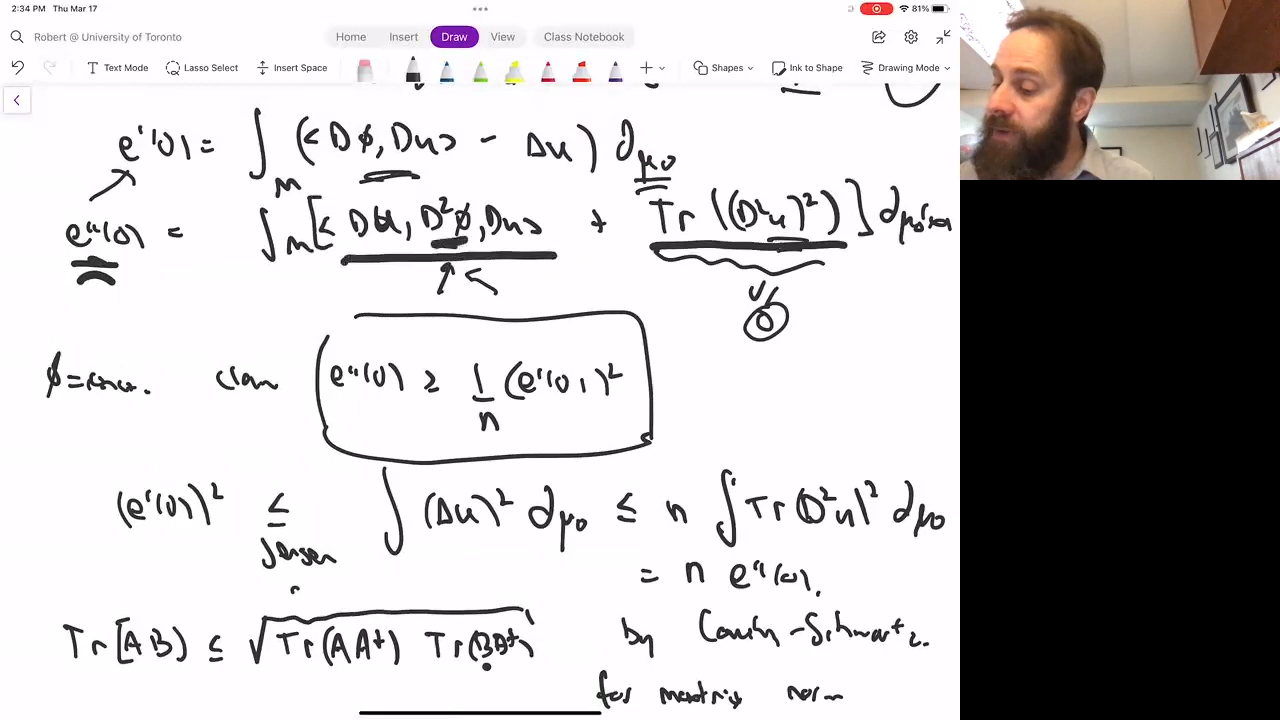 2:34 PM Thu Mar 17
81%
Robert @ University of Toronto
Home Insert Draw View Class Notebook
Text Mode Lasso Select Insert Space Shapes Ink to Shape Drawing Mode
e'(0) = ∫_M (<Dφ, Du> - Δu) dμ₀
e''(0) = ∫_M [< Du, D²φ, Du> + Tr ((D²u)²)] dμ₀
≥
0
φ = const. claim e''(0) ≥ 1/n (e'(0))²
(e'(0))² ≤ ∫ (Δu)² dμ₀ ≤ n ∫ Tr(D²u)² dμ₀
Jensen
= n e''(0).
Tr[AB) ≤ √Tr(AA⁺) Tr(BB⁺) by Cauchy-Schwartz.
for matrix norm